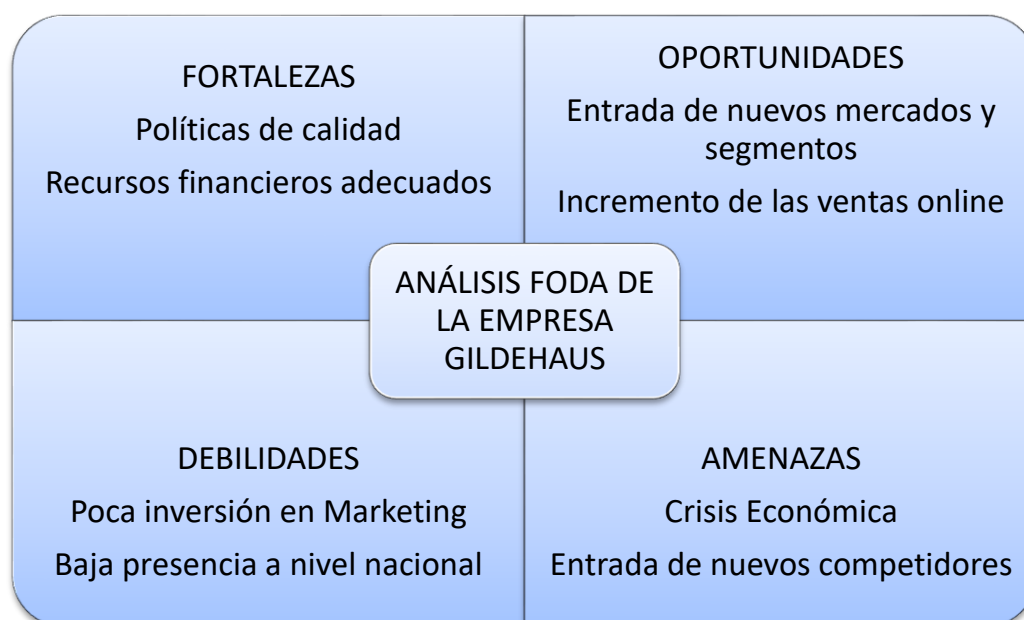 FORTALEZAS
Políticas de calidad
Recursos financieros adecuados
OPORTUNIDADES
Entrada de nuevos mercados y
segmentos
Incremento de las ventas online
ANÁLISIS FODA DE
LA EMPRESA
GILDEHAUS
DEBILIDADES
Poca inversión en Marketing
Baja presencia a nivel nacional
AMENAZAS
Crisis Económica
Entrada de nuevos competidores